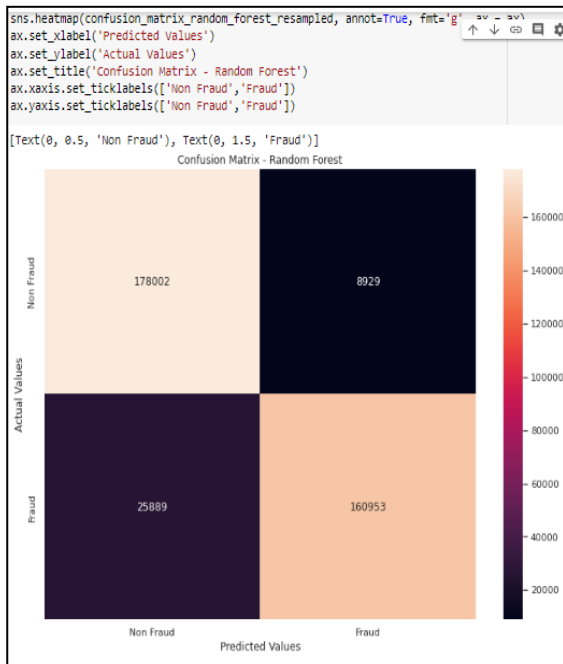 sns.heatmap(confusion_matrix_random_forest_resampled, annot=True, fmt='g', ax = ax)
ax.set_xlabel('Predicted Values')
ax.set_ylabel('Actual Values')
ax.set_title('Confusion Matrix - Random Forest')
ax.xaxis.set_ticklabels(['Non Fraud','Fraud'])
ax.yaxis.set_ticklabels(['Non Fraud','Fraud'])
[Text(0, 0.5, 'Non Fraud'), Text(0, 1.5, 'Fraud')]
Confusion Matrix - Random Forest
Actual Values
Non Fraud
178002
8929
Fraud
25889
160953
Non Fraud
Fraud
Predicted Values
160000
140000
120000
100000
80000
60000
40000
20000